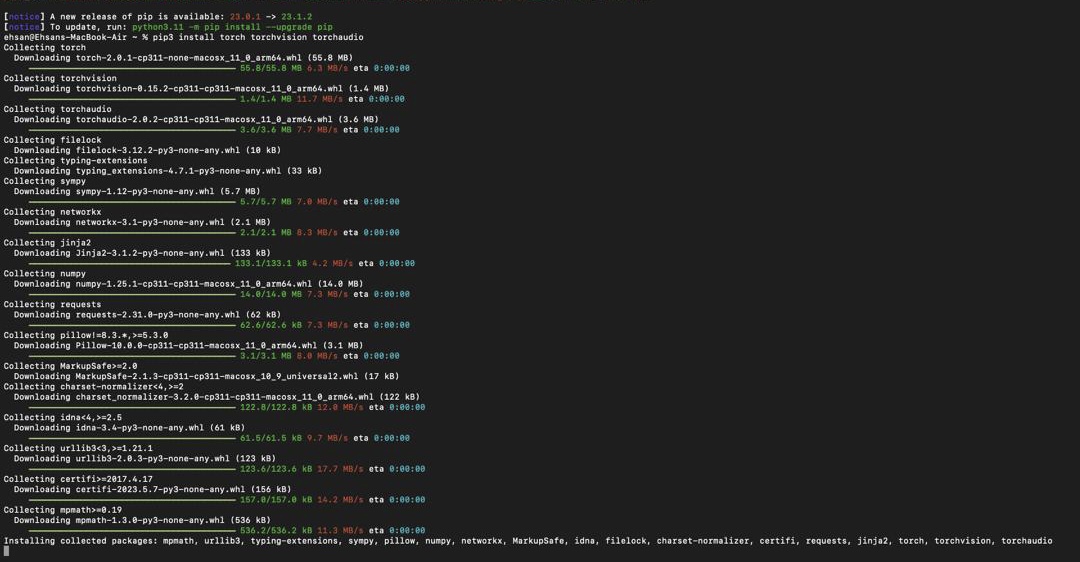 [notice] A new release of pip is available: 23.0.1 -> 23.1.2
[notice] To update, run: python3.11 -m pip install --upgrade pip
ehsan@Ehsans-MacBook-Air ~ % pip3 install torch torchvision torchaudio
Collecting torch
Downloading torch-2.0.1-cp311-none-macosx_11_0_arm64.whl (55.8 MB)
55.8/55.8 MB 6.3 MB/s eta 0:00:00
Collecting torchvision
Downloading torchvision-0.15.2-cp311-cp311-macosx_11_0_arm64.whl (1.4 MB)
1.4/1.4 MB 11.7 MB/s eta 0:00:00
Collecting torchaudio
Downloading torchaudio-2.0.2-cp311-cp311-macosx_11_0_arm64.whl (3.6 MB)
3.6/3.6 MB 7.7 MB/s eta 0:00:00
Collecting filelock
Downloading filelock-3.12.2-py3-none-any.whl (10 kB)
Collecting typing-extensions
Downloading typing_extensions-4.7.1-py3-none-any.whl (33 kB)
Collecting sympy
Downloading sympy-1.12-py3-none-any.whl (5.7 MB)
5.7/5.7 MB 7.0 MB/s eta 0:00:00
Collecting networkx
Downloading networkx-3.1-py3-none-any.whl (2.1 MB)
2.1/2.1 MB 8.3 MB/s eta 0:00:00
Collecting jinja2
Downloading Jinja2-3.1.2-py3-none-any.whl (133 kB)
133.1/133.1 kB 4.2 MB/s eta 0:00:00
Collecting numpy
Downloading numpy-1.25.1-cp311-cp311-macosx_11_0_arm64.whl (14.0 MB)
14.0/14.0 MB 7.3 MB/s eta 0:00:00
Collecting requests
Downloading requests-2.31.0-py3-none-any.whl (62 kB)
62.6/62.6 kB 7.3 MB/s eta 0:00:00
Collecting pillow!=8.3.*,>=5.3.0
Downloading Pillow-10.0.0-cp311-cp311-macosx_11_0_arm64.whl (3.1 MB)
3.1/3.1 MB 8.0 MB/s eta 0:00:00
Collecting MarkupSafe>=2.0
Downloading MarkupSafe-2.1.3-cp311-cp311-macosx_10_9_universal2.whl (17 kB)
Collecting charset-normalizer<4,>=2
Downloading charset_normalizer-3.2.0-cp311-cp311-macosx_11_0_arm64.whl (122 kB)
122.8/122.8 kB 12.0 MB/s eta 0:00:00
Collecting idna<4,>=2.5
Downloading idna-3.4-py3-none-any.whl (61 kB)
61.5/61.5 kB 9.7 MB/s eta 0:00:00
Collecting urllib3<3,>=1.21.1
Downloading urllib3-2.0.3-py3-none-any.whl (123 kB)
123.6/123.6 kB 17.7 MB/s eta 0:00:00
Collecting certifi>=2017.4.17
Downloading certifi-2023.5.7-py3-none-any.whl (156 kB)
157.0/157.0 kB 14.2 MB/s eta 0:00:00
Collecting mpmath>=0.19
Downloading mpmath-1.3.0-py3-none-any.whl (536 kB)
536.2/536.2 kB 11.3 MB/s eta 0:00:00
Installing collected packages: mpmath, urllib3, typing-extensions, sympy, pillow, numpy, networkx, MarkupSafe, idna, filelock, charset-normalizer, certifi, requests, jinja2, torch, torchvision, torchaudio